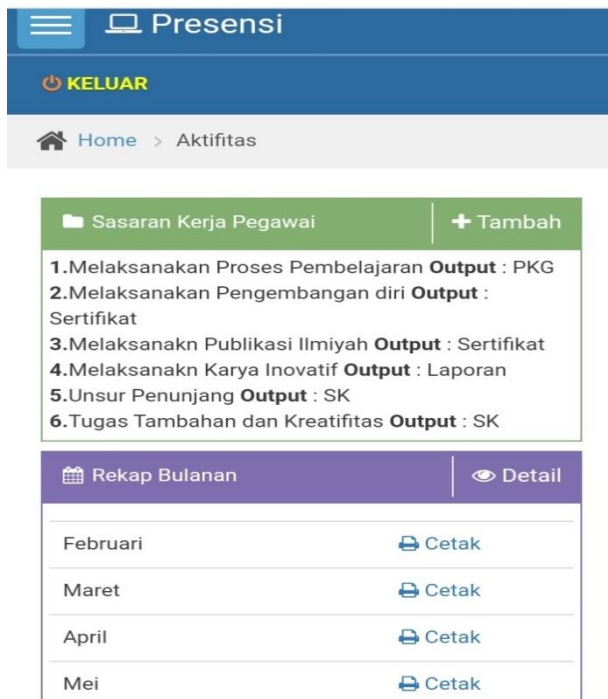 Presensi
KELUAR
Home > Aktifitas
Sasaran Kerja Pegawai + Tambah
1.Melaksanakan Proses Pembelajaran Output : PKG
2.Melaksanakan Pengembangan diri Output :
Sertifikat
3.Melaksanakn Publikasi Ilmiyah Output : Sertifikat
4.Melaksanakn Karya Inovatif Output : Laporan
5.Unsur Penunjang Output : SK
6.Tugas Tambahan dan Kreatifitas Output : SK
Rekap Bulanan Detail
Februari Cetak
Maret Cetak
April Cetak
Mei Cetak